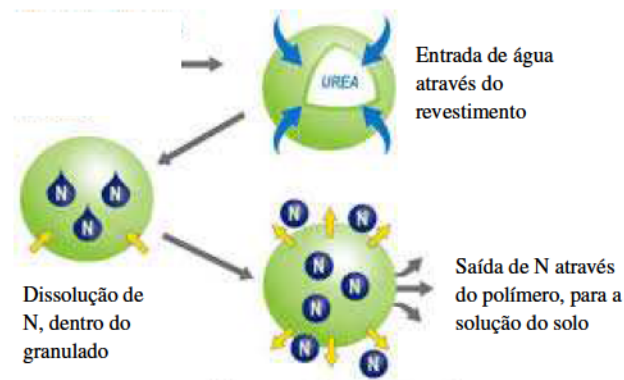 UREA
Entrada de água
através do
revestimento
N N
N
Dissolução de
N, dentro do
granulado
N N
N
N
N
N
N
Saída de N através
do polímero, para a
solução do solo